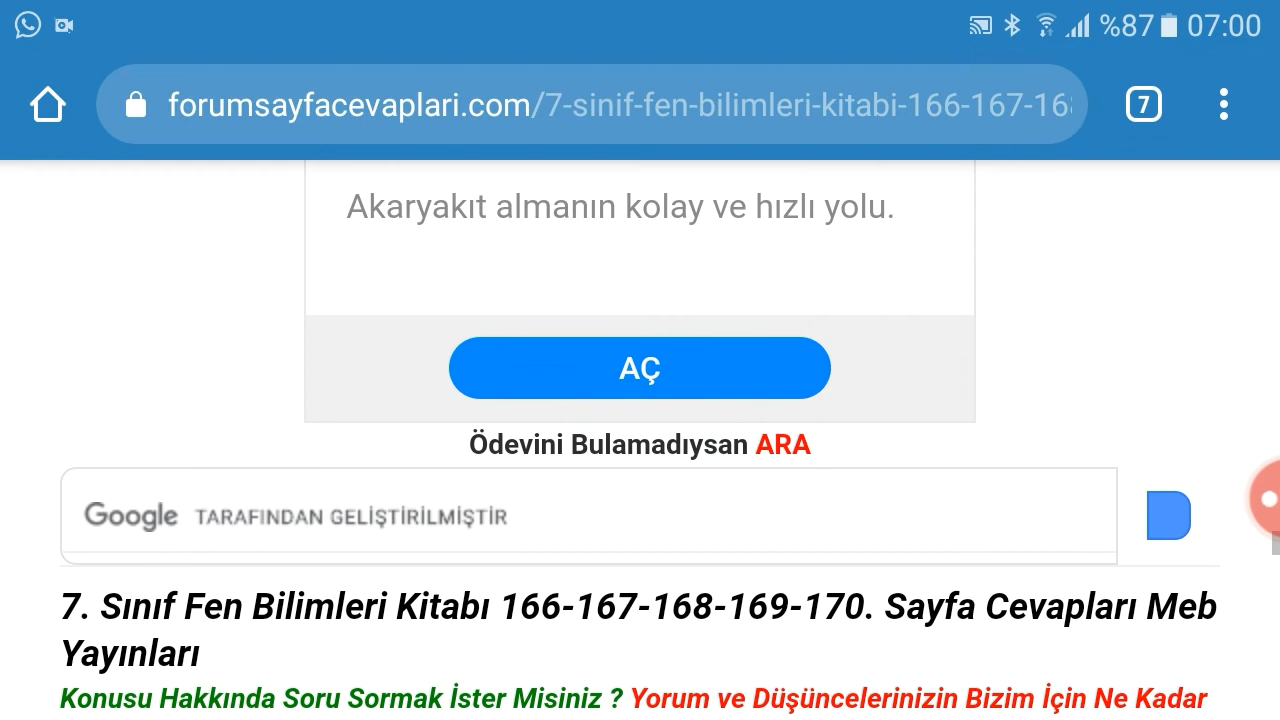 %87 07:00
forumsayfacevaplari.com/7-sinif-fen-bilimleri-kitabi-166-167-168
7
Akaryakıt almanın kolay ve hızlı yolu.
AÇ
Ödevini Bulamadıysan ARA
Google TARAFINDAN GELİŞTİRİLMİŞTİR
7. Sınıf Fen Bilimleri Kitabı 166-167-168-169-170. Sayfa Cevapları Meb
Yayınları
Konusu Hakkında Soru Sormak İster Misiniz ? Yorum ve Düşüncelerinizin Bizim İçin Ne Kadar